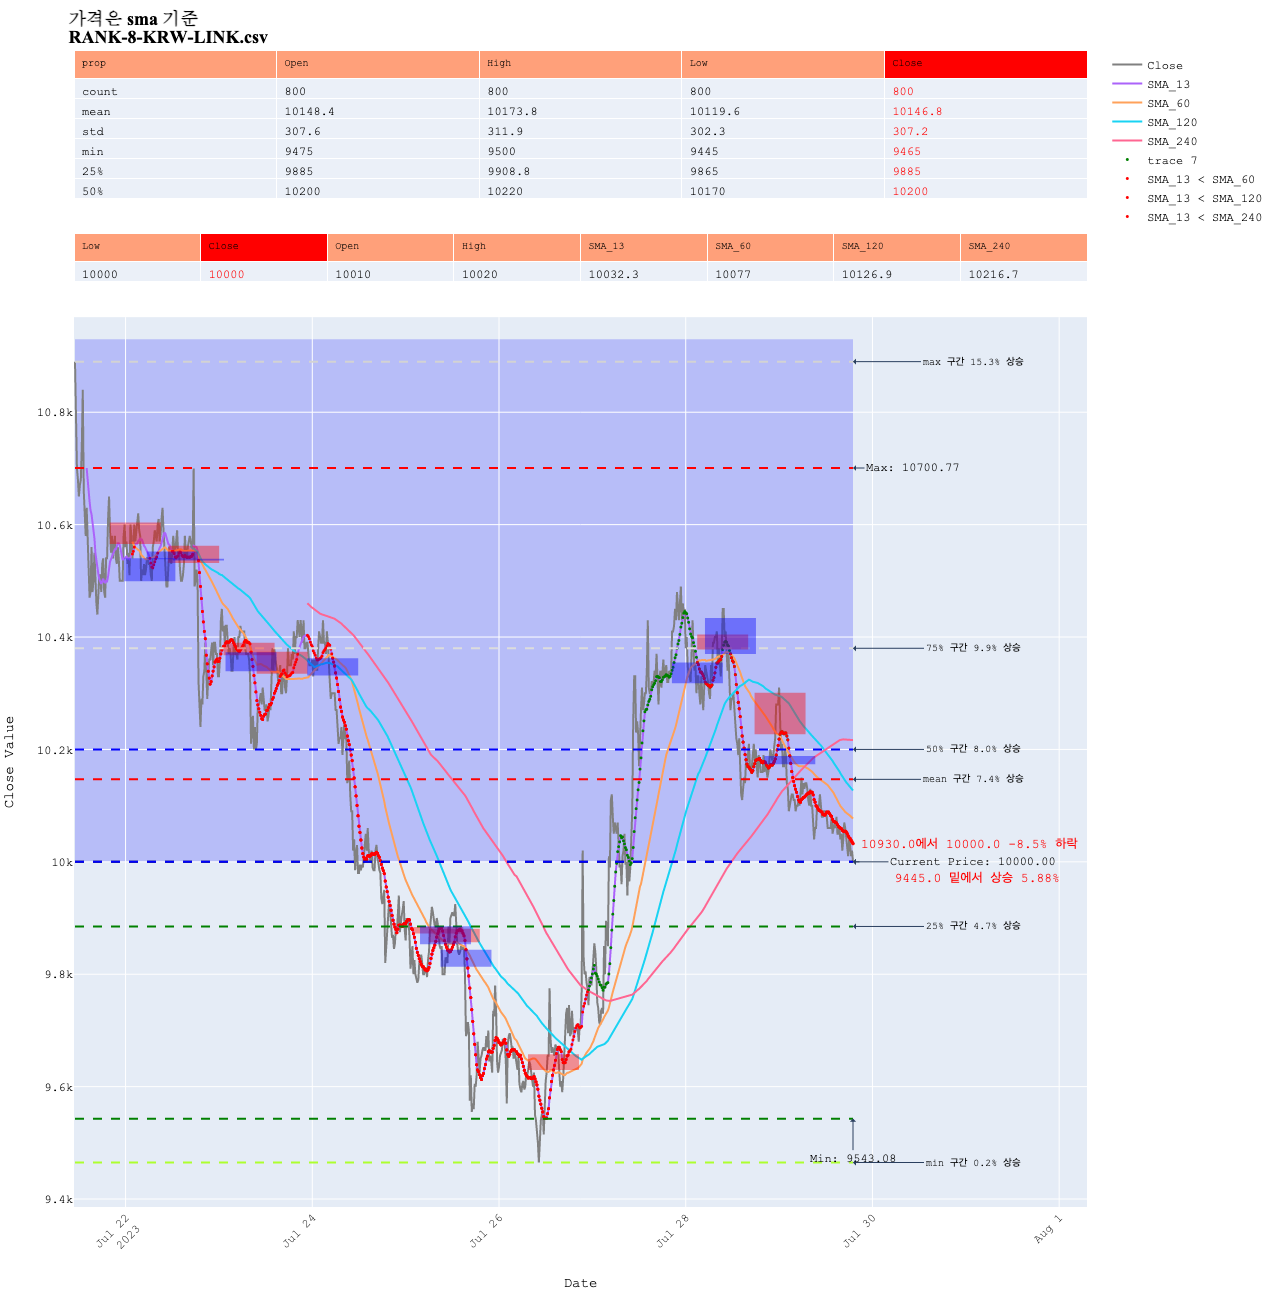 가격은 sma 기준
RANK-8-KRW-LINK.csv
prop Open High Low Close
count 800 800 800 800
mean 10148.4 10173.8 10119.6 10146.8
std 307.6 311.9 302.3 307.2
min 9475 9500 9445 9465
25% 9885 9908.8 9865 9885
50% 10200 10220 10170 10200
Low Close Open High SMA_13 SMA_60 SMA_120 SMA_240
10000 10000 10010 10020 10032.3 10077 10126.9 10216.7
Close
SMA_13
SMA_60
SMA_120
SMA_240
trace 7
SMA_13 < SMA_60
SMA_13 < SMA_120
SMA_13 < SMA_240
max 구간 15.3% 상승
10.8k
Max: 10700.77
10.6k
10.4k
75% 구간 9.9% 상승
10.2k
50% 구간 8.0% 상승
mean 구간 7.4% 상승
10930.0에서 10000.0 -8.5% 하락
10k
Current Price: 10000.00
9445.0 밑에서 상승 5.88%
25% 구간 4.7% 상승
9.8k
9.6k
Min: 9543.08
min 구간 0.2% 상승
9.4k
Close Value
Jul 22
2023
Jul 24
Jul 26
Jul 28
Jul 30
Aug 1
Date